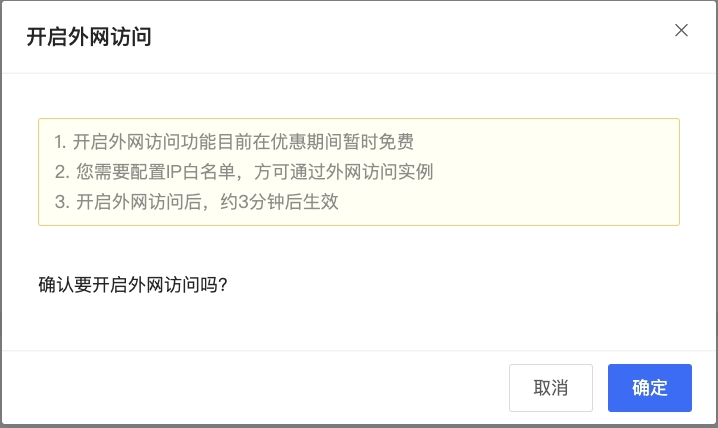 开启外网访问
1. 开启外网访问功能目前在优惠期间暂时免费
2. 您需要配置IP白名单，方可通过外网访问实例
3. 开启外网访问后，约3分钟后生效
确认要开启外网访问吗?
取消
确定